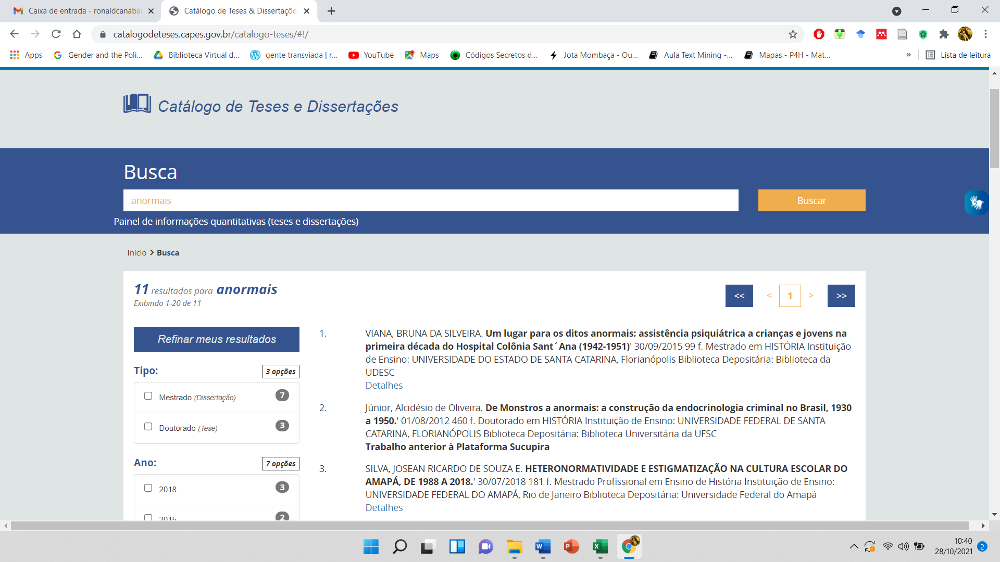 Caixa de entrada - ronaldcanabar
Catálogo de Teses & Dissertaçõe
catalogodeteses.capes.gov.br/catalogo-teses/#!/
Apps
Gender and the Poli...
Biblioteca Virtual d...
gente transviada | r...
YouTube
Maps
Códigos Secretos d...
Jota Mombaça - Ou...
Aula Text Mining -...
Mapas - P4H - Mat...
»
Lista de leitura
Catálogo de Teses e Dissertações
Busca
anormais
Buscar
Painel de informações quantitativas (teses e dissertações)
Inicio > Busca
11 resultados para anormais
Exibindo 1-20 de 11
<< < 1 > >>
Refinar meus resultados
Tipo: 3 opções
Mestrado (Dissertação) 7
Doutorado (Tese) 3
Ano: 7 opções
2018 3
2015 2
1. VIANA, BRUNA DA SILVEIRA. Um lugar para os ditos anormais: assistência psiquiátrica a crianças e jovens na
primeira década do Hospital Colônia Sant´Ana (1942-1951)' 30/09/2015 99 f. Mestrado em HISTÓRIA Instituição
de Ensino: UNIVERSIDADE DO ESTADO DE SANTA CATARINA, Florianópolis Biblioteca Depositária: Biblioteca da
UDESC
Detalhes
2. Júnior, Alcidésio de Oliveira. De Monstros a anormais: a construção da endocrinologia criminal no Brasil, 1930
a 1950.' 01/08/2012 460 f. Doutorado em HISTÓRIA Instituição de Ensino: UNIVERSIDADE FEDERAL DE SANTA
CATARINA, FLORIANÓPOLIS Biblioteca Depositária: Biblioteca Universitária da UFSC
Trabalho anterior à Plataforma Sucupira
3. SILVA, JOSEAN RICARDO DE SOUZA E. HETERONORMATIVIDADE E ESTIGMATIZAÇÃO NA CULTURA ESCOLAR DO
AMAPÁ, DE 1988 A 2018.' 30/07/2018 181 f. Mestrado Profissional em Ensino de História Instituição de Ensino:
UNIVERSIDADE FEDERAL DO AMAPÁ, Rio de Janeiro Biblioteca Depositária: Universidade Federal do Amapá
Detalhes
10:40
28/10/2021
2